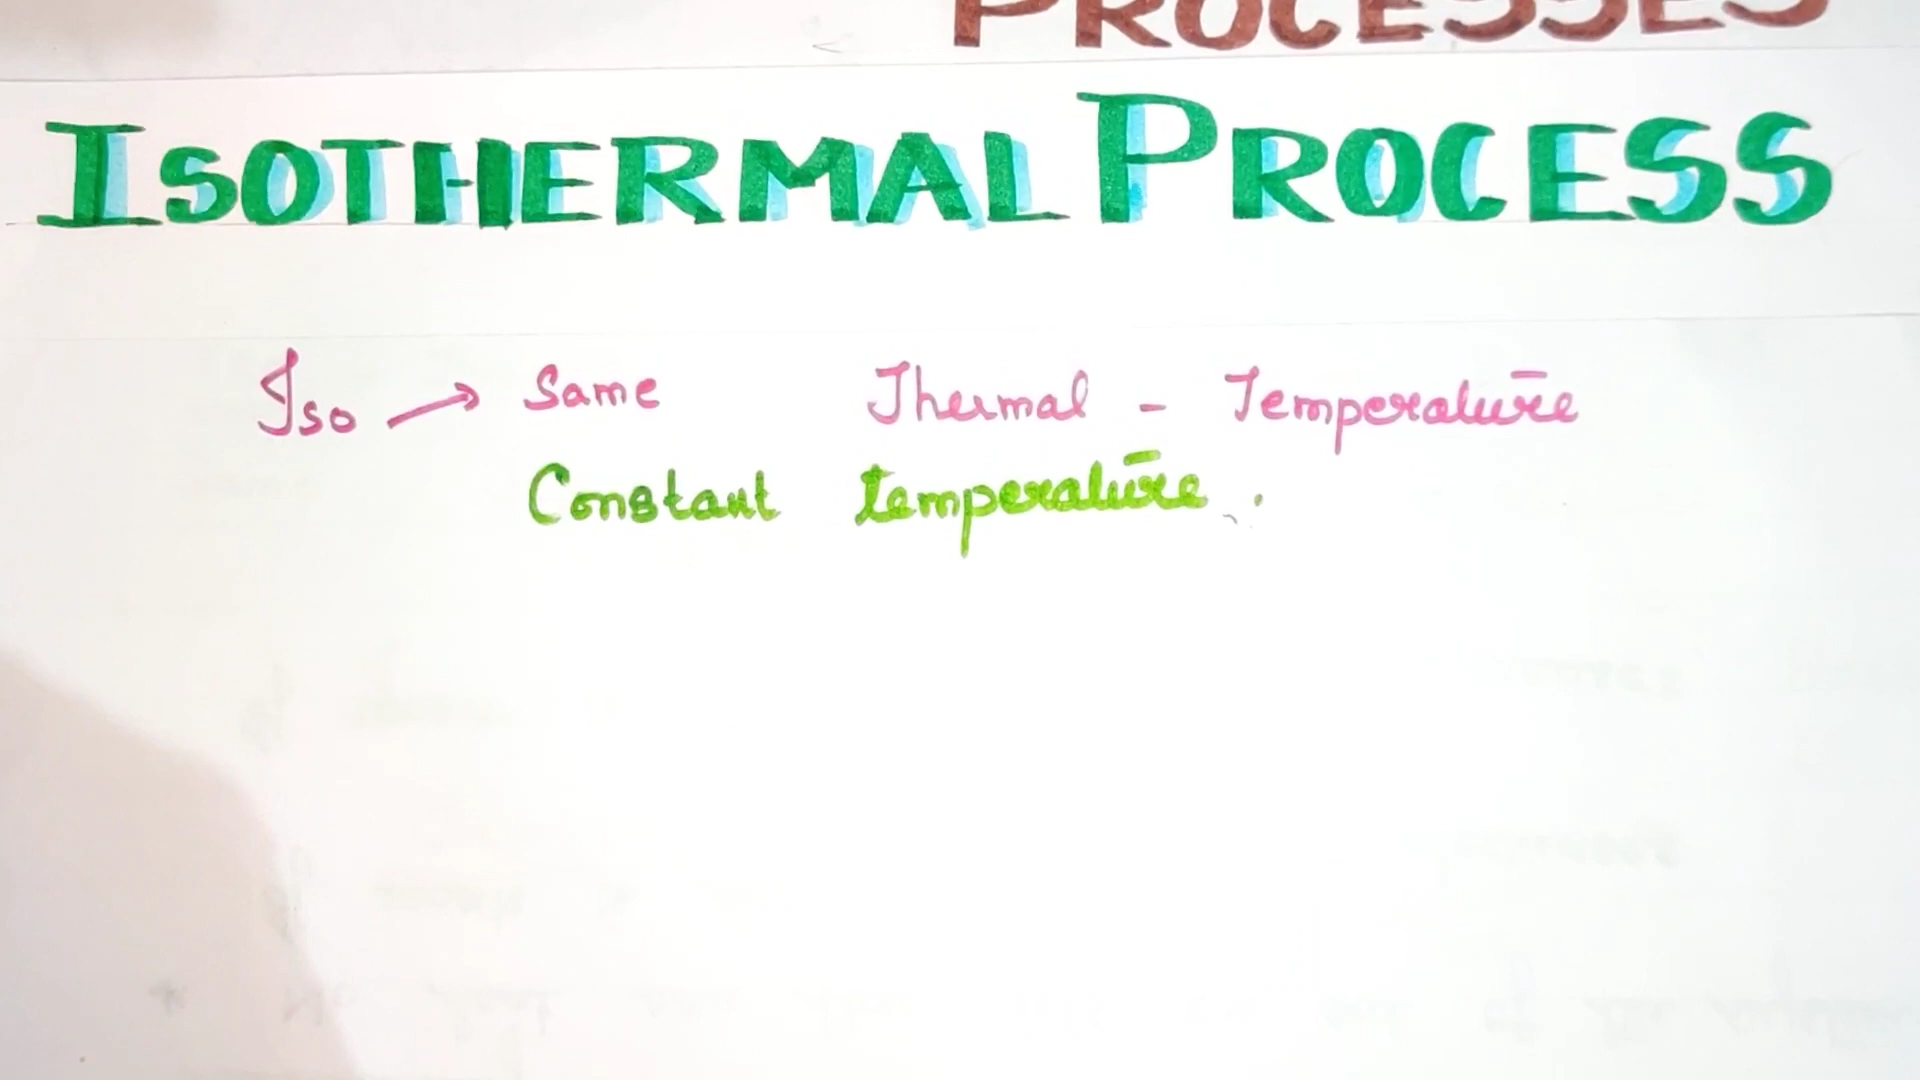 PROCESSES
ISOTHERMAL PROCESS
Iso → Same Thermal - Temperature
Constant temperature.